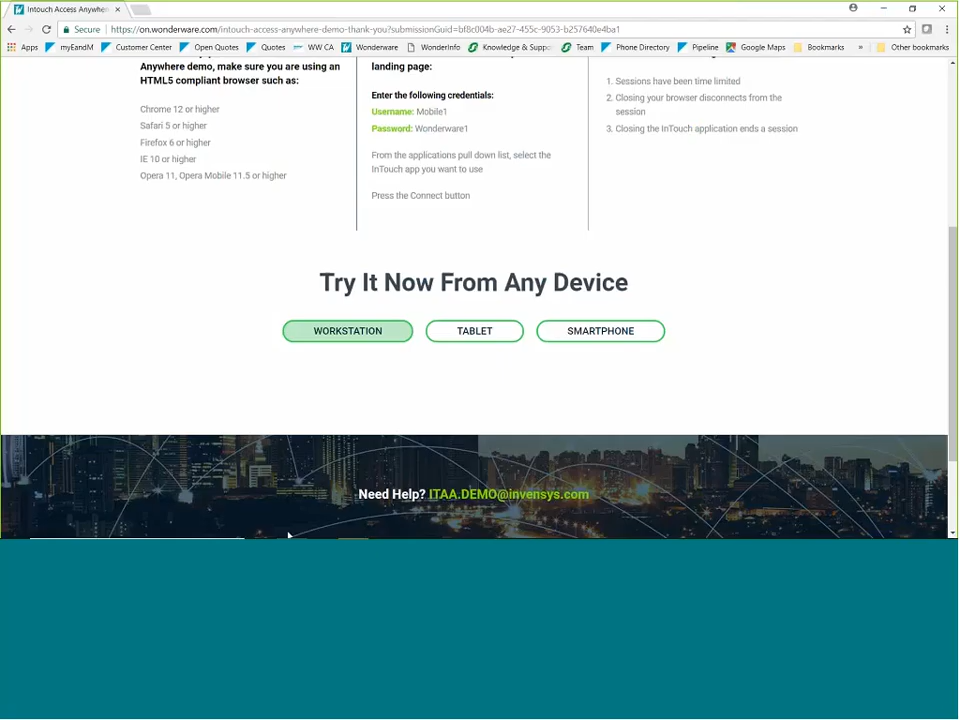 Intouch Access Anywhere
Secure
https://on.wonderware.com/intouch-access-anywhere-demo-thank-you?submissionGuid=bf8c004b-ae27-455c-9053-b257640e4ba1
Apps myEandM Customer Center Open Quotes Quotes WW CA Wonderware WonderInfo Knowledge & Suppo Team Phone Directory Pipeline Google Maps Bookmarks » Other bookmarks
Anywhere demo, make sure you are using an
HTML5 compliant browser such as:
Chrome 12 or higher
Safari 5 or higher
Firefox 6 or higher
IE 10 or higher
Opera 11, Opera Mobile 11.5 or higher
landing page:
Enter the following credentials:
Username: Mobile1
Password: Wonderware1
From the applications pull down list, select the
InTouch app you want to use
Press the Connect button
1. Sessions have been time limited
2. Closing your browser disconnects from the
session
3. Closing the InTouch application ends a session
Try It Now From Any Device
WORKSTATION
TABLET
SMARTPHONE
Need Help? ITAA.DEMO@invensys.com